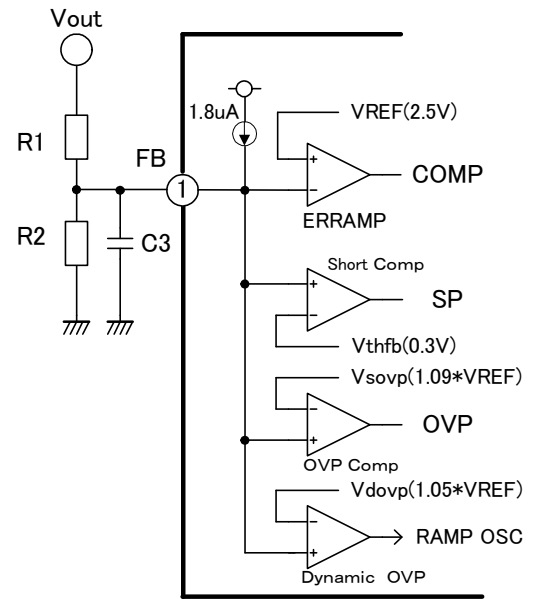 Vout
1.8uA
VREF(2.5V)
R1
FB
1
COMP
ERRAMP
R2
C3
Short Comp
SP
Vthfb(0.3V)
Vsovp(1.09*VREF)
OVP
OVP Comp
Vdovp(1.05*VREF)
RAMP OSC
Dynamic OVP